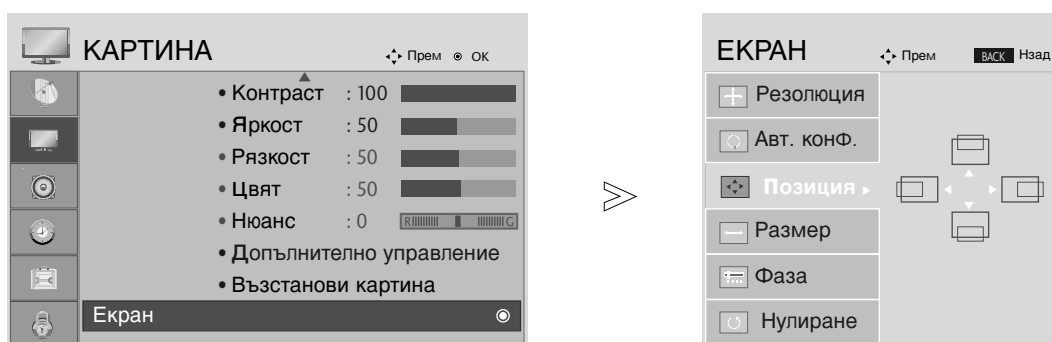 КАРТИНА
Прем ОК
• Контраст : 100
• Яркост : 50
• Рязкост : 50
• Цвят : 50
• Нюанс : 0 R G
• Допълнително управление
• Възстанови картина
Екран
ЕКРАН
Прем BACK Нзад
Резолюция
Авт. конФ.
Позиция
Размер
Фаза
Нулиране